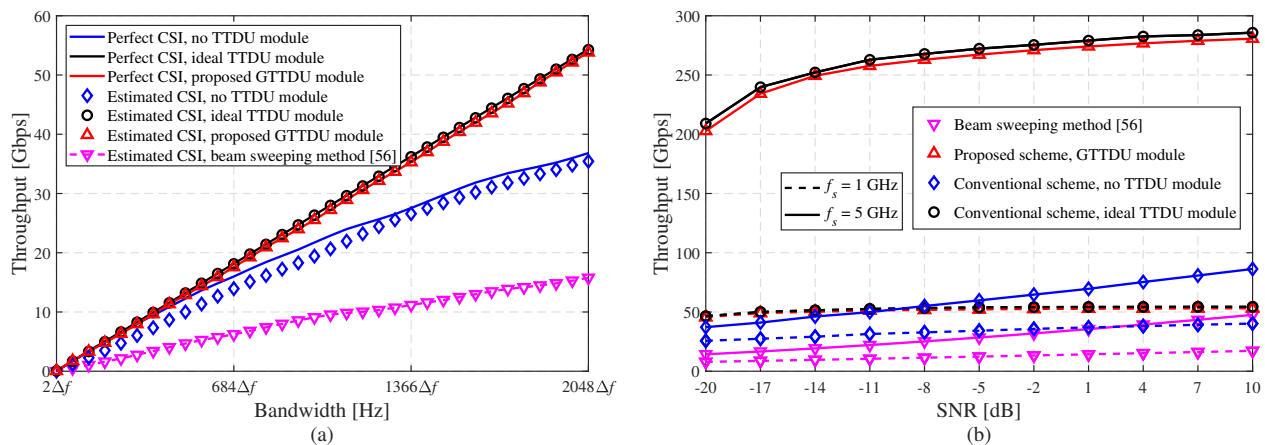 60
50
40
30
20
10
0
Throughput [Gbps]
Perfect CSI, no TTDU module
Perfect CSI, ideal TTDU module
Perfect CSI, proposed GTTDU module
Estimated CSI, no TTDU module
Estimated CSI, ideal TTDU module
Estimated CSI, proposed GTTDU module
Estimated CSI, beam sweeping method [56]
2Δf 684Δf 1366Δf 2048Δf
Bandwidth [Hz]
(a)
300
250
200
150
100
50
0
Throughput [Gbps]
Beam sweeping method [56]
Proposed scheme, GTTDU module
Conventional scheme, no TTDU module
Conventional scheme, ideal TTDU module
f_s = 1 GHz
f_s = 5 GHz
-20 -17 -14 -11 -8 -5 -2 1 4 7 10
SNR [dB]
(b)